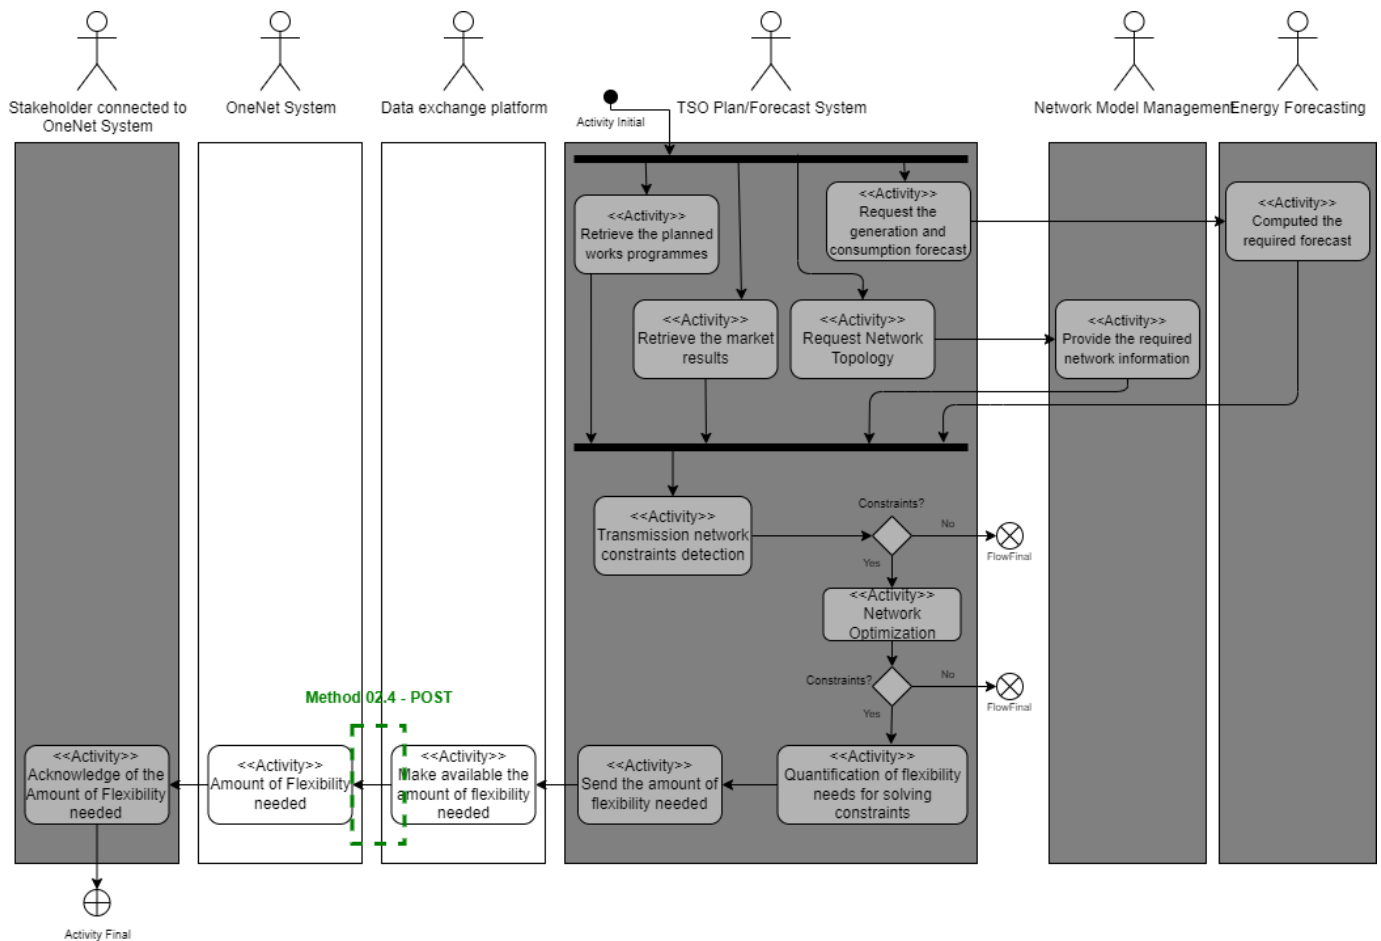 Stakeholder connected to
OneNet System
OneNet System
Data exchange platform
TSO Plan/Forecast System
Network Model Management
Energy Forecasting
Activity Initial
<<Activity>>
Retrieve the planned
works programmes
<<Activity>>
Request the
generation and
consumption forecast
<<Activity>>
Computed the
required forecast
<<Activity>>
Retrieve the market
results
<<Activity>>
Request Network
Topology
<<Activity>>
Provide the required
network information
<<Activity>>
Transmission network
constraints detection
Constraints?
No
FlowFinal
Yes
<<Activity>>
Network
Optimization
Constraints?
No
FlowFinal
Yes
Method 02.4 - POST
<<Activity>>
Acknowledge of the
Amount of Flexibility
needed
<<Activity>>
Amount of Flexibility
needed
<<Activity>>
Make available the
amount of flexibility
needed
<<Activity>>
Send the amount of
flexibility needed
<<Activity>>
Quantification of flexibility
needs for solving
constraints
Activity Final